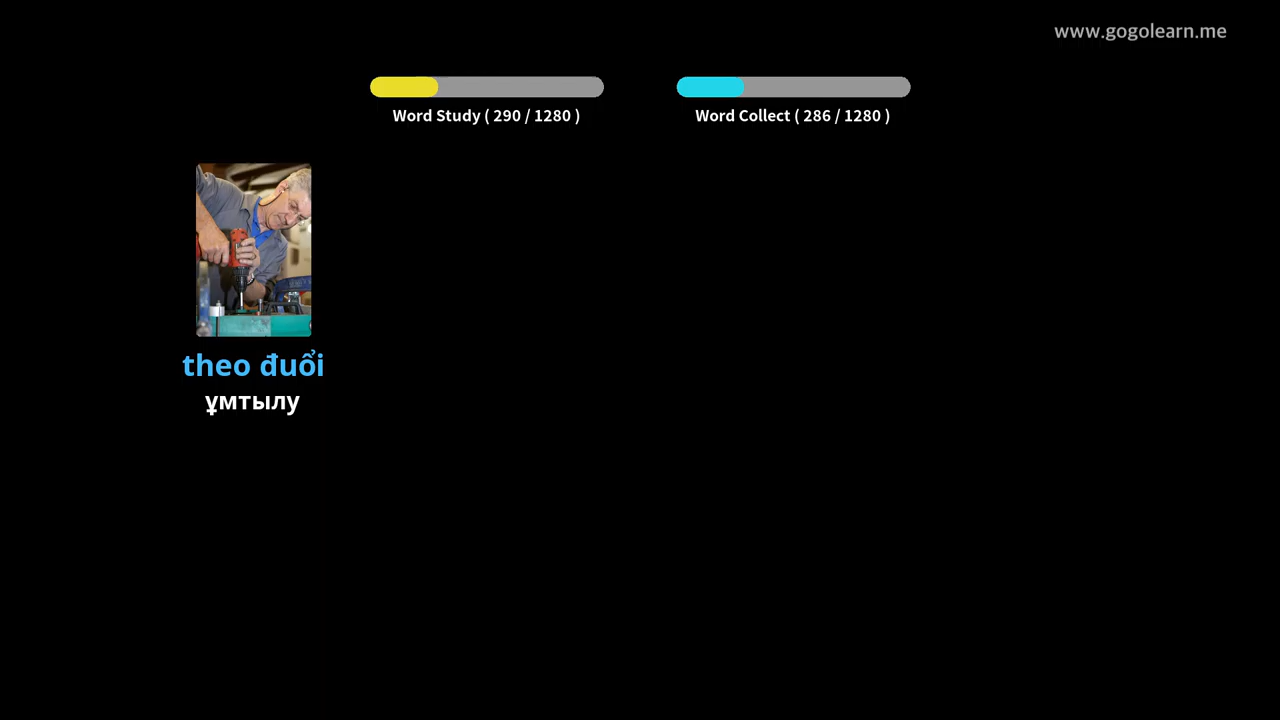 www.gogolearn.me
Word Study ( 290 / 1280 )
Word Collect ( 286 / 1280 )
theo đuổi
ұмтылу